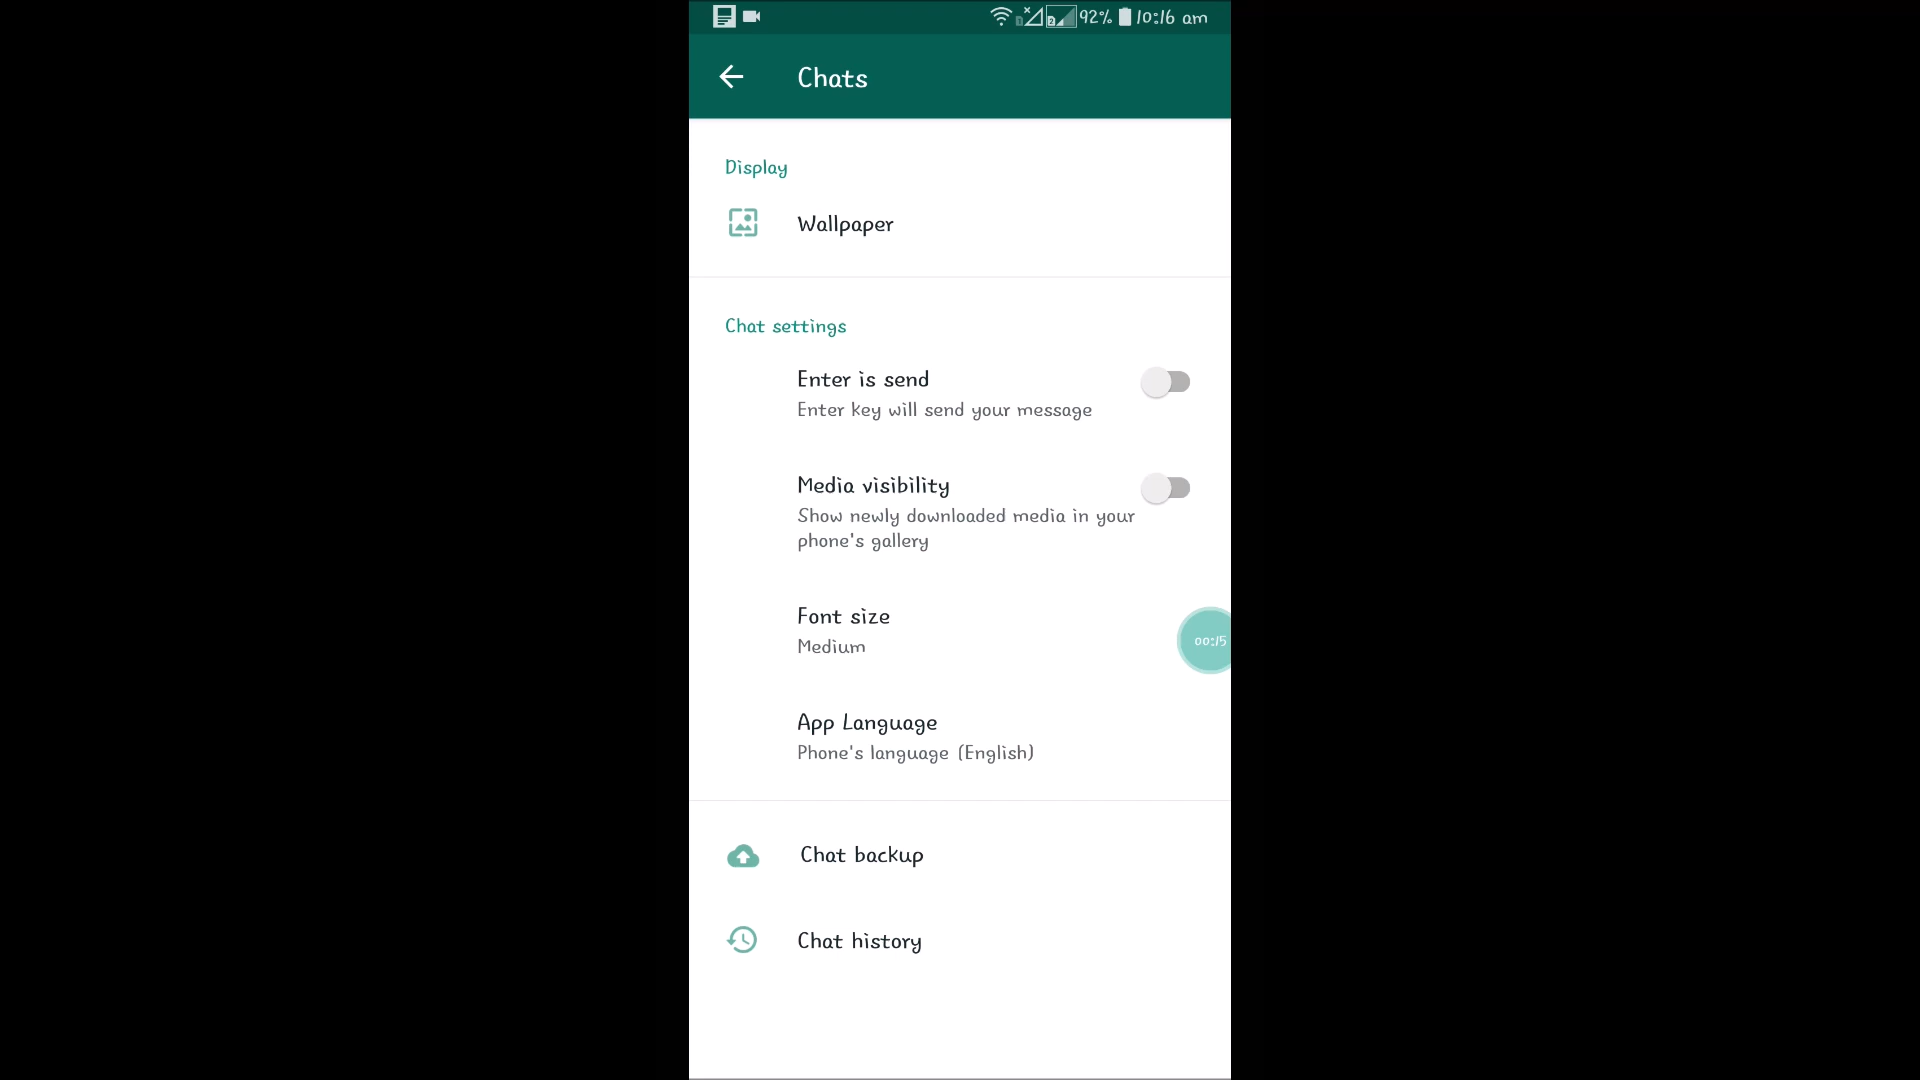 92% 10:16 am
Chats
Display
Wallpaper
Chat settings
Enter is send
Enter key will send your message
Media visibility
Show newly downloaded media in your
phone's gallery
Font size
Medium
00:15
App Language
Phone's language (English)
Chat backup
Chat history